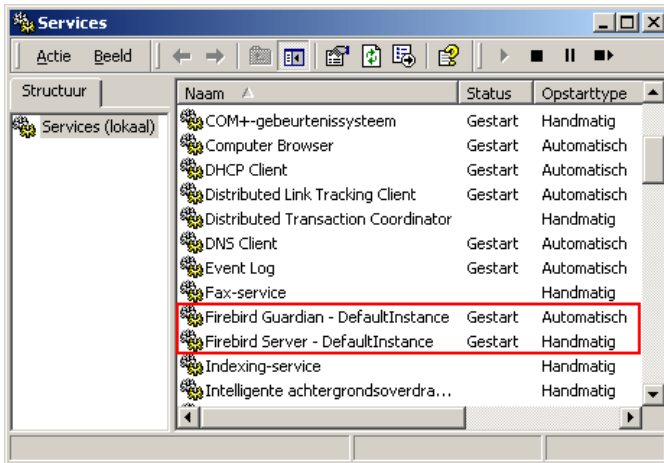 Services
Actie Beeld
Structuur
Services (lokaal)
Naam Status Opstarttype
COM+-gebeurtenissysteem Gestart Handmatig
Computer Browser Gestart Automatisch
DHCP Client Gestart Automatisch
Distributed Link Tracking Client Gestart Automatisch
Distributed Transaction Coordinator Handmatig
DNS Client Gestart Automatisch
Event Log Gestart Automatisch
Fax-service Handmatig
Firebird Guardian - DefaultInstance Gestart Automatisch
Firebird Server - DefaultInstance Gestart Handmatig
Indexing-service Handmatig
Intelligente achtergrondsoverdra... Handmatig